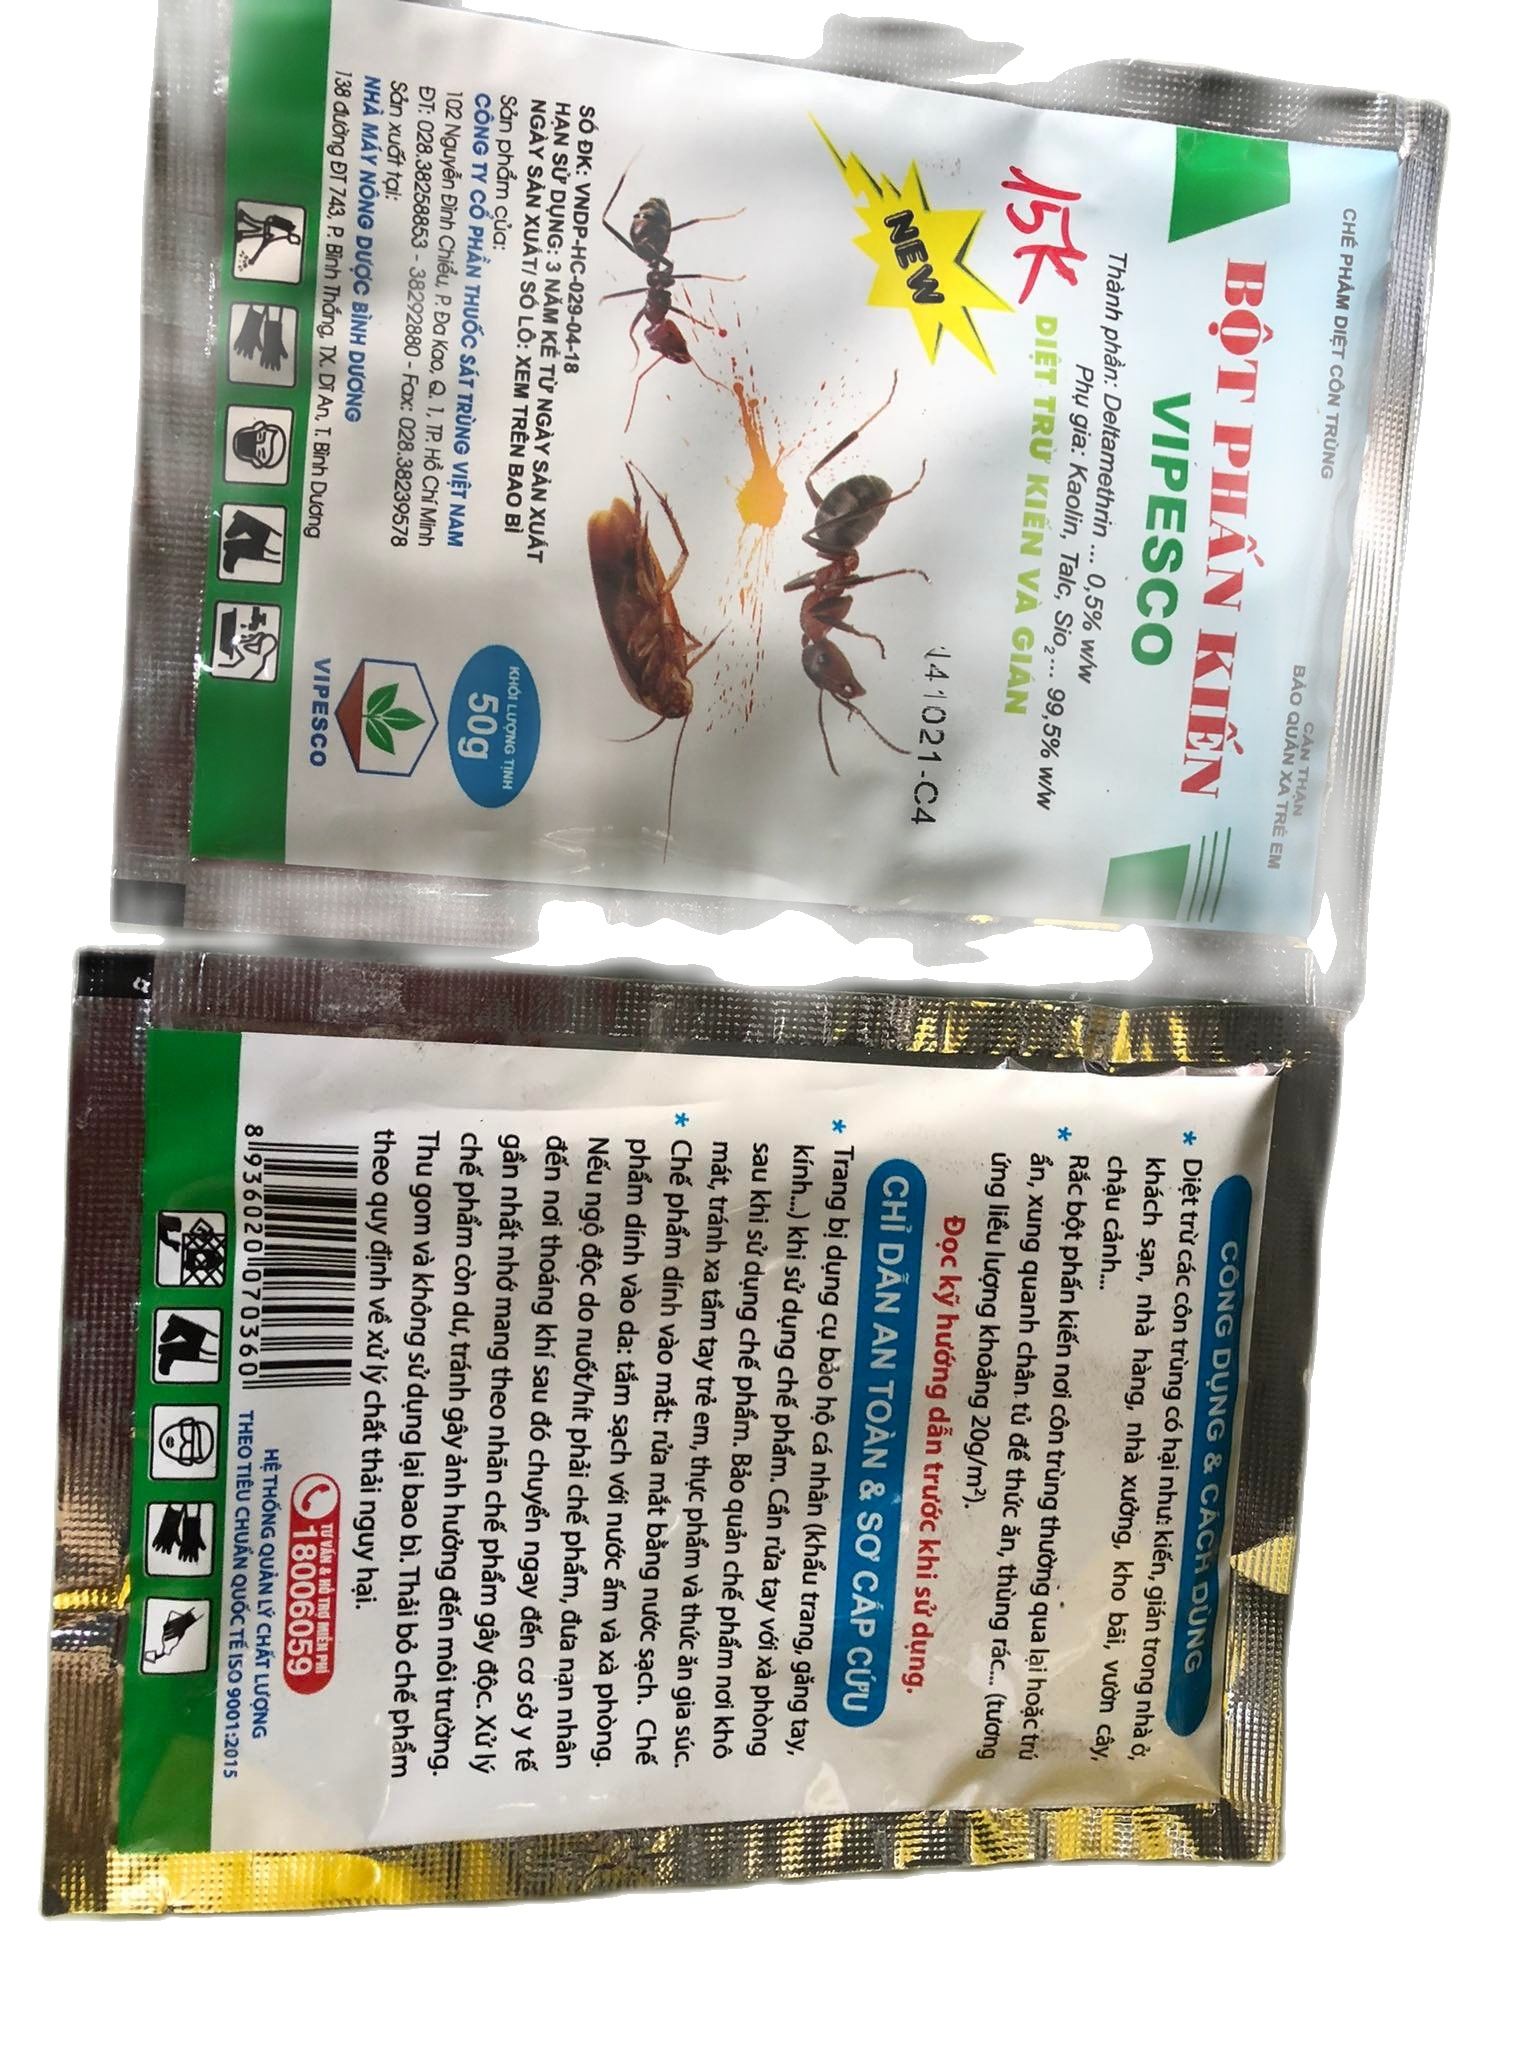 CHẾ PHẨM DIỆT CÔN TRÙNG
CẨN THẬN
BẢO QUẢN XA TRẺ EM
BỘT PHẤN KIẾN
VIPESCO
Thành phần: Deltamethrin ... 0,5% w/w
Phụ gia: Kaolin, Talc, Sio2... 99,5% w/w
15K
DIỆT TRỪ KIẾN VÀ GIÁN
NEW
141021-C4
SỐ ĐK: VNDP-HC-029-04-18
HẠN SỬ DỤNG: 3 NĂM KỂ TỪ NGÀY SẢN XUẤT
NGÀY SẢN XUẤT/ SỐ LÔ: XEM TRÊN BAO BÌ
Sản phẩm của:
CÔNG TY CỔ PHẦN THUỐC SÁT TRÙNG VIỆT NAM
102 Nguyễn Đình Chiểu, P. Đa Kao, Q. 1, TP. Hồ Chí Minh
ĐT: 028.38258853 - 38292880 - Fax: 028.38239578
Sản xuất tại:
NHÀ MÁY NÔNG DƯỢC BÌNH DƯƠNG
138 đường ĐT 743, P. Bình Thắng, TX. Dĩ An, T. Bình Dương
KHỐI LƯỢNG TỊNH
50g
VIPESCO
CÔNG DỤNG & CÁCH DÙNG
* Diệt trừ các côn trùng có hại như: kiến, gián trong nhà ở,
khách sạn, nhà hàng, nhà xưởng, kho bãi, vườn cây,
chậu cảnh...
* Rắc bột phấn kiến nơi côn trùng thường qua lại hoặc trú
ẩn, xung quanh chân tủ để thức ăn, thùng rác... (tương
ứng liều lượng khoảng 20g/m²).
Đọc kỹ hướng dẫn trước khi sử dụng.
CHỈ DẪN AN TOÀN & SƠ CẤP CỨU
* Trang bị dụng cụ bảo hộ cá nhân (khẩu trang, găng tay,
kính...) khi sử dụng chế phẩm. Cần rửa tay với xà phòng
sau khi sử dụng chế phẩm. Bảo quản chế phẩm nơi khô
mát, tránh xa tầm tay trẻ em, thực phẩm và thức ăn gia súc.
* Chế phẩm dính vào mắt: rửa mắt bằng nước sạch. Chế
phẩm dính vào da: tắm sạch với nước ấm và xà phòng.
Nếu ngộ độc do nuốt/hít phải chế phẩm, đưa nạn nhân
đến nơi thoáng khí sau đó chuyển ngay đến cơ sở y tế
gần nhất nhớ mang theo nhãn chế phẩm gây độc. Xử lý
chế phẩm còn dư, tránh gây ảnh hưởng đến môi trường.
Thu gom và không sử dụng lại bao bì. Thải bỏ chế phẩm
theo quy định về xử lý chất thải nguy hại.
TƯ VẤN & HỖ TRỢ MIỄN PHÍ
18006059
8 936020 070360
HỆ THỐNG QUẢN LÝ CHẤT LƯỢNG
THEO TIÊU CHUẨN QUỐC TẾ ISO 9001:2015